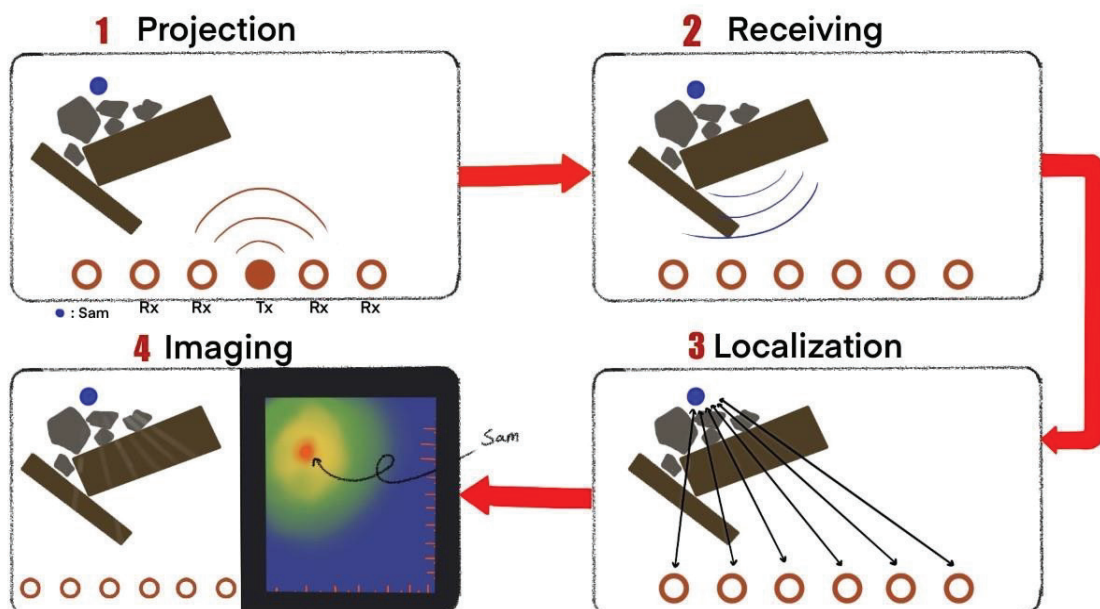 1 Projection
Rx Rx Tx Rx Rx
: Sam
2 Receiving
3 Localization
4 Imaging
Sam